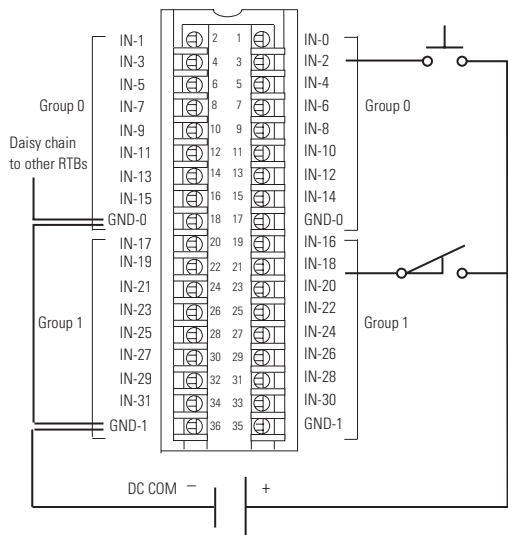 IN-1 2 1 IN-0
IN-3 4 3 IN-2
IN-5 6 5 IN-4
Group 0 IN-7 8 7 IN-6 Group 0
IN-9 10 9 IN-8
Daisy chain
to other RTBs
IN-11 12 11 IN-10
IN-13 14 13 IN-12
IN-15 16 15 IN-14
GND-0 18 17 GND-0
IN-17 20 19 IN-16
IN-19 22 21 IN-18
IN-21 24 23 IN-20
IN-23 26 25 IN-22
Group 1 IN-25 28 27 IN-24 Group 1
IN-27 30 29 IN-26
IN-29 32 31 IN-28
IN-31 34 33 IN-30
GND-1 36 35 GND-1
DC COM – +